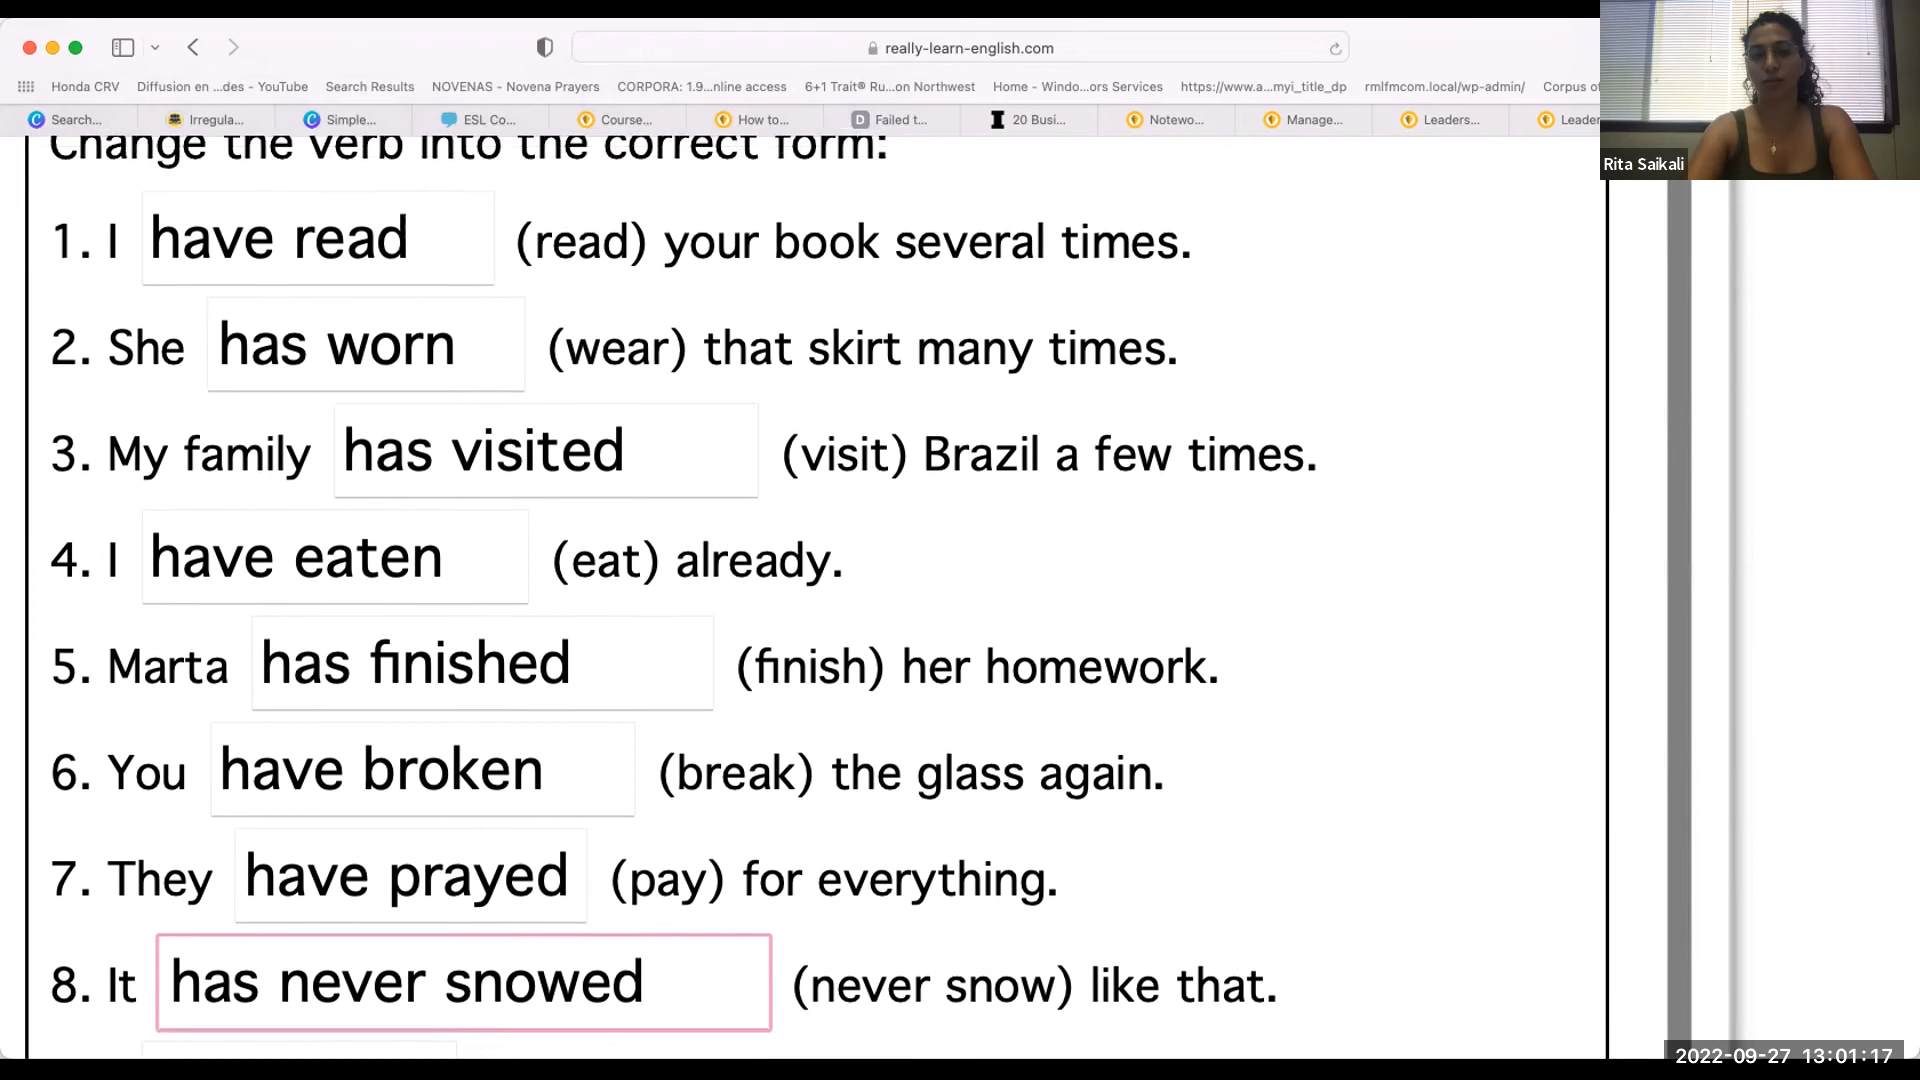 really-learn-english.com
Honda CRV Diffusion en ...des - YouTube Search Results NOVENAS - Novena Prayers CORPORA: 1.9...nline access 6+1 Trait® Ru...on Northwest Home - Windo...ors Services https://www.a...myi_title_dp rmlfmcom.local/wp-admin/ Corpus of
Search... Irregula... Simple... ESL Co... Course... How to... Failed t... 20 Busi... Notewo... Manage... Leaders... Leader
Rita Saikali
Change the verb into the correct form:
1. I have read (read) your book several times.
2. She has worn (wear) that skirt many times.
3. My family has visited (visit) Brazil a few times.
4. I have eaten (eat) already.
5. Marta has finished (finish) her homework.
6. You have broken (break) the glass again.
7. They have prayed (pay) for everything.
8. It has never snowed (never snow) like that.
2022-09-27 13:01:17